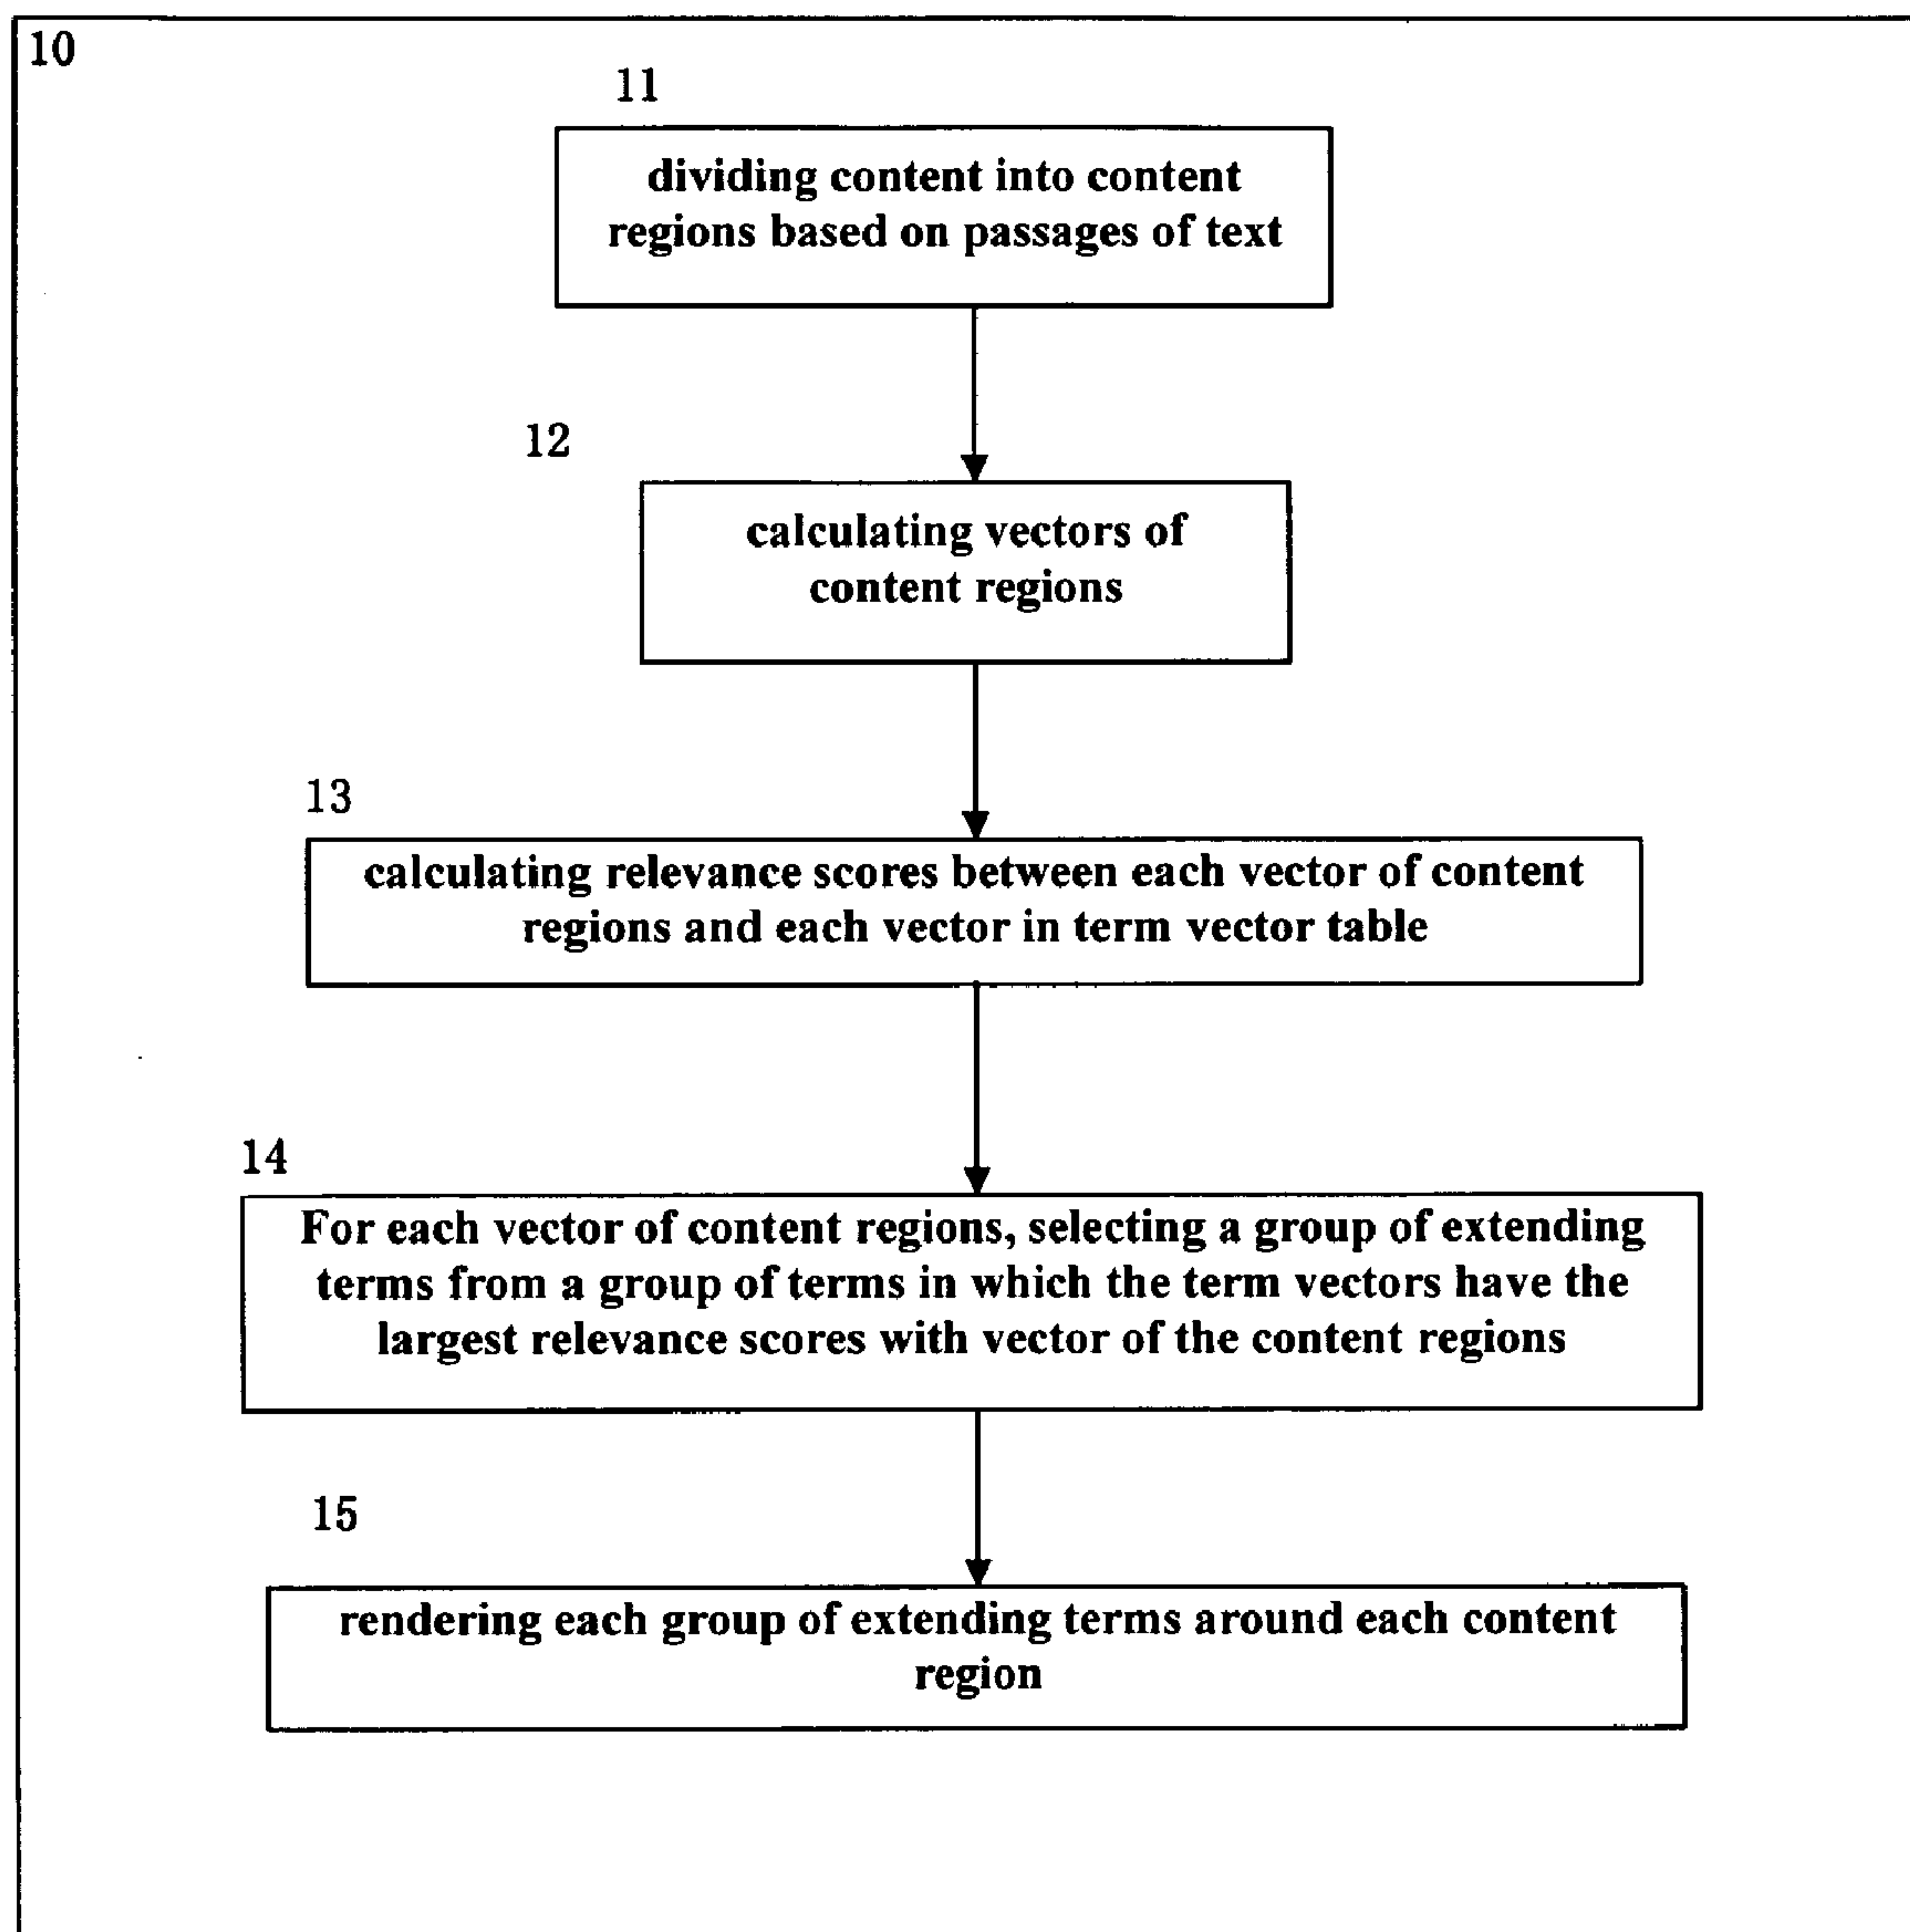 10
11
dividing content into content
regions based on passages of text
12
calculating vectors of
content regions
13
calculating relevance scores between each vector of content
regions and each vector in term vector table
14
For each vector of content regions, selecting a group of extending
terms from a group of terms in which the term vectors have the
largest relevance scores with vector of the content regions
15
rendering each group of extending terms around each content
region